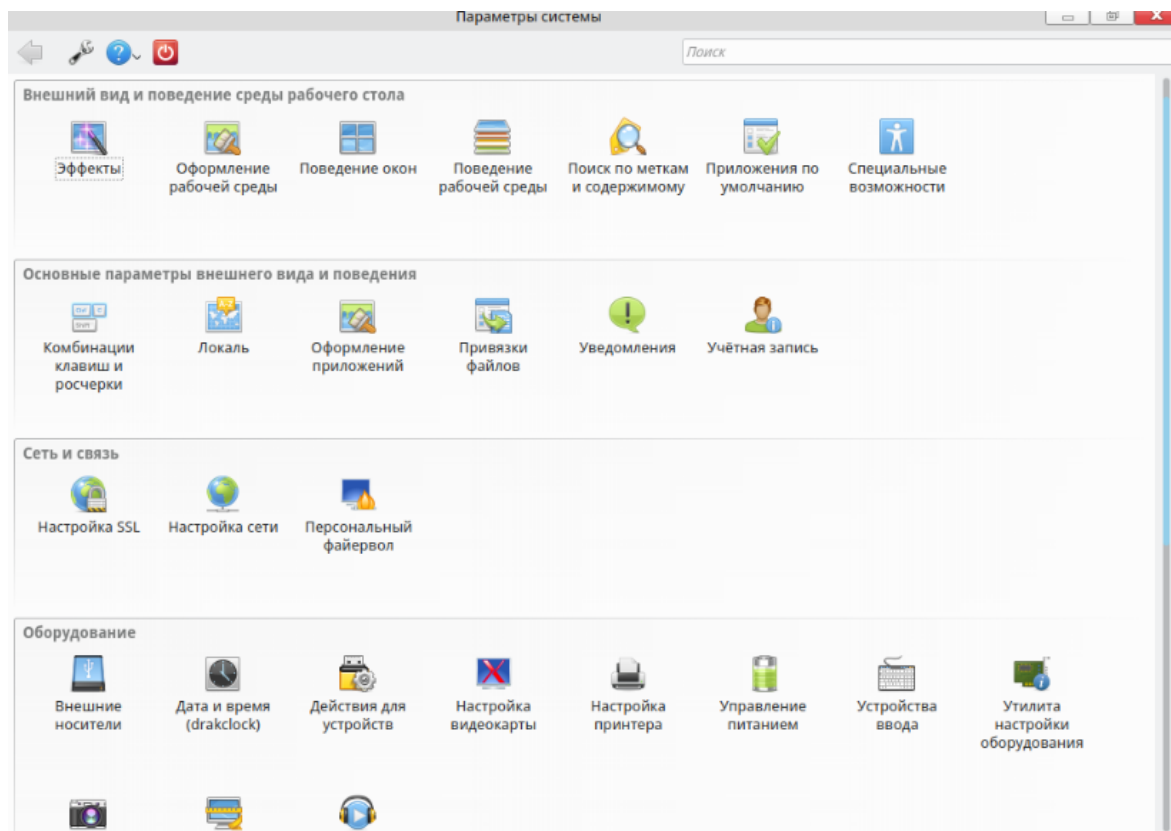 Параметры системы
Поиск
Внешний вид и поведение среды рабочего стола
Эффекты
Оформление
рабочей среды
Поведение окон
Поведение
рабочей среды
Поиск по меткам
и содержимому
Приложения по
умолчанию
Специальные
возможности
Основные параметры внешнего вида и поведения
Комбинации
клавиш и
росчерки
Локаль
Оформление
приложений
Привязки
файлов
Уведомления
Учётная запись
Сеть и связь
Настройка SSL
Настройка сети
Персональный
файервол
Оборудование
Внешние
носители
Дата и время
(drakclock)
Действия для
устройств
Настройка
видеокарты
Настройка
принтера
Управление
питанием
Устройства
ввода
Утилита
настройки
оборудования